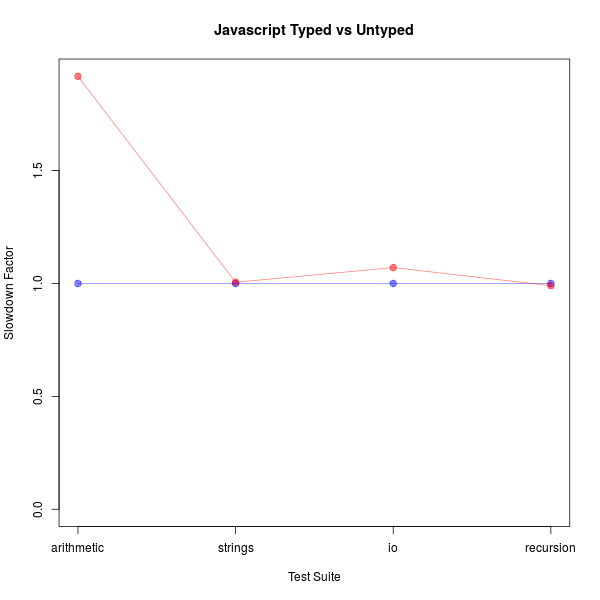 Javascript Typed vs Untyped
Slowdown Factor
1.5
1.0
0.5
0.0
arithmetic strings io recursion
Test Suite